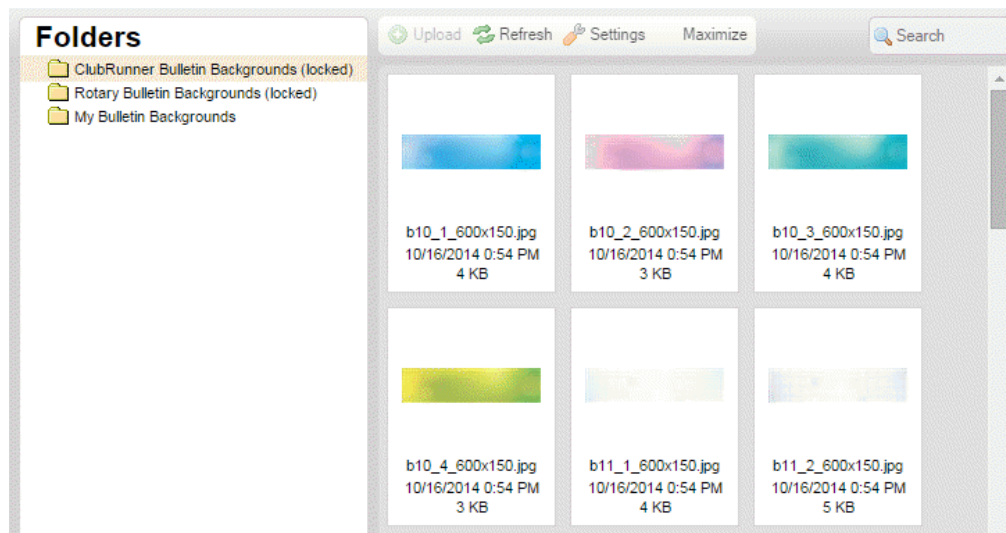 Folders
ClubRunner Bulletin Backgrounds (locked)
Rotary Bulletin Backgrounds (locked)
My Bulletin Backgrounds
Upload Refresh Settings Maximize Search
b10_1_600x150.jpg
10/16/2014 0:54 PM
4 KB
b10_2_600x150.jpg
10/16/2014 0:54 PM
3 KB
b10_3_600x150.jpg
10/16/2014 0:54 PM
4 KB
b10_4_600x150.jpg
10/16/2014 0:54 PM
3 KB
b11_1_600x150.jpg
10/16/2014 0:54 PM
4 KB
b11_2_600x150.jpg
10/16/2014 0:54 PM
5 KB